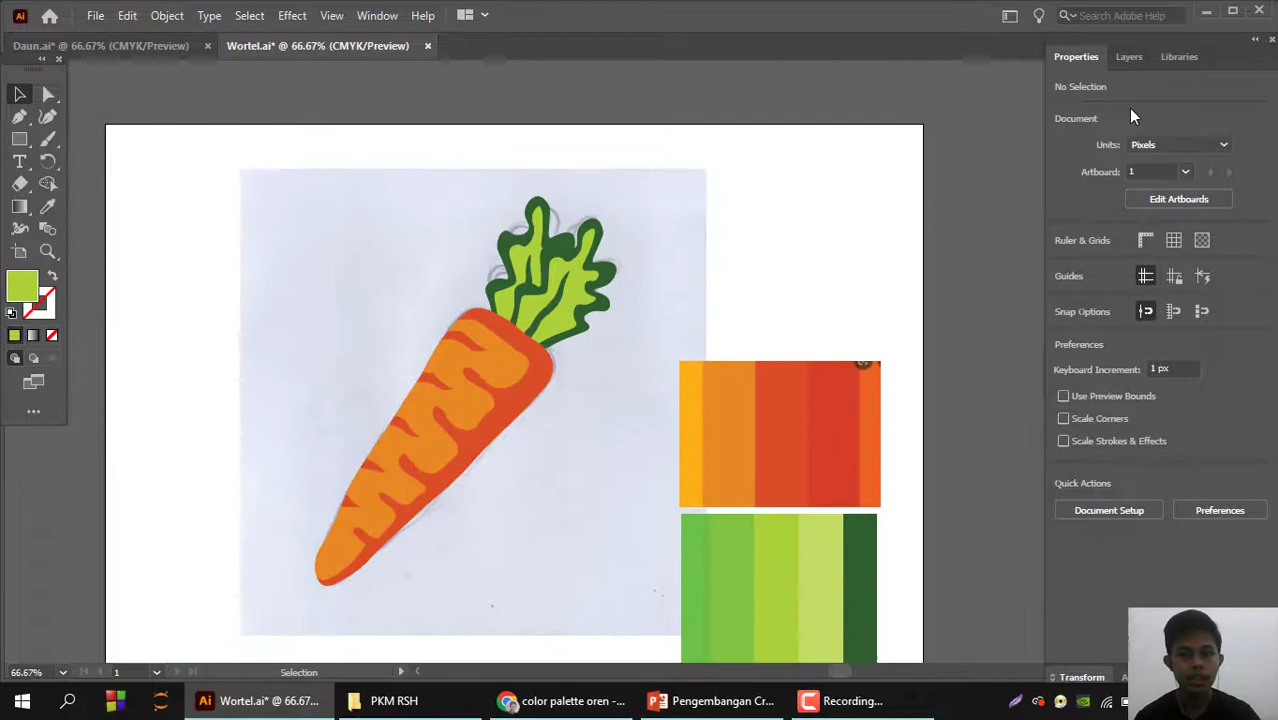 Ai File Edit Object Type Select Effect View Window Help Search Adobe Help
Daun.ai* @ 66.67% (CMYK/Preview) Wortel.ai* @ 66.67% (CMYK/Preview)
Properties Layers Libraries
No Selection
Document
Units: Pixels
Artboard: 1
Edit Artboards
Ruler & Grids
Guides
Snap Options
Preferences
Keyboard Increment: 1 px
Use Preview Bounds
Scale Corners
Scale Strokes & Effects
Quick Actions
Document Setup Preferences
Transform
66.67% 1 Selection
Wortel.ai* @ 66.67... PKM RSH color palette oren -... Pengembangan Cr... Recording...